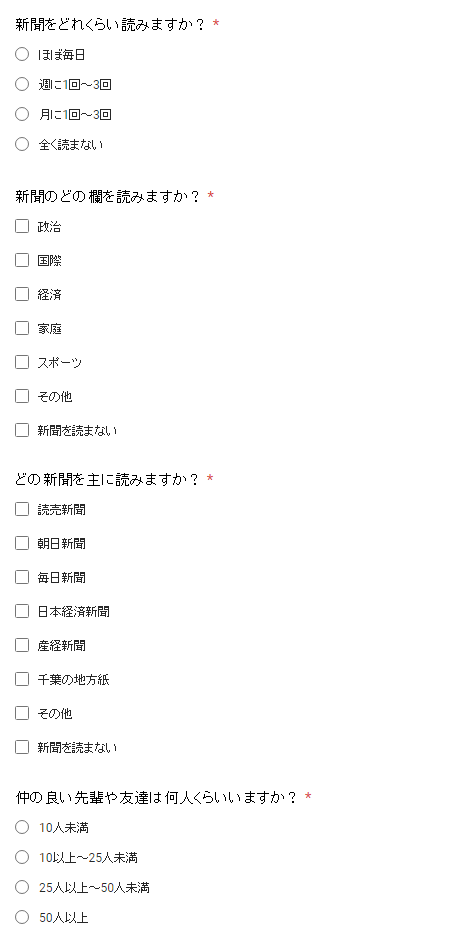 新聞をどれくらい読みますか？ *
ほぼ毎日
週に1回～3回
月に1回～3回
全く読まない
新聞のどの欄を読みますか？ *
政治
国際
経済
家庭
スポーツ
その他
新聞を読まない
どの新聞を主に読みますか？ *
読売新聞
朝日新聞
毎日新聞
日本経済新聞
産経新聞
千葉の地方紙
その他
新聞を読まない
仲の良い先輩や友達は何人くらいいますか？ *
10人未満
10以上～25人未満
25人以上～50人未満
50人以上